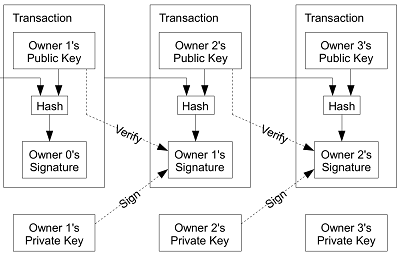 Transaction
Owner 1's
Public Key
Hash
Owner 0's
Signature
Transaction
Owner 2's
Public Key
Hash
Verify
Owner 1's
Signature
Transaction
Owner 3's
Public Key
Hash
Verify
Owner 2's
Signature
Owner 1's
Private Key
Sign
Owner 2's
Private Key
Sign
Owner 3's
Private Key